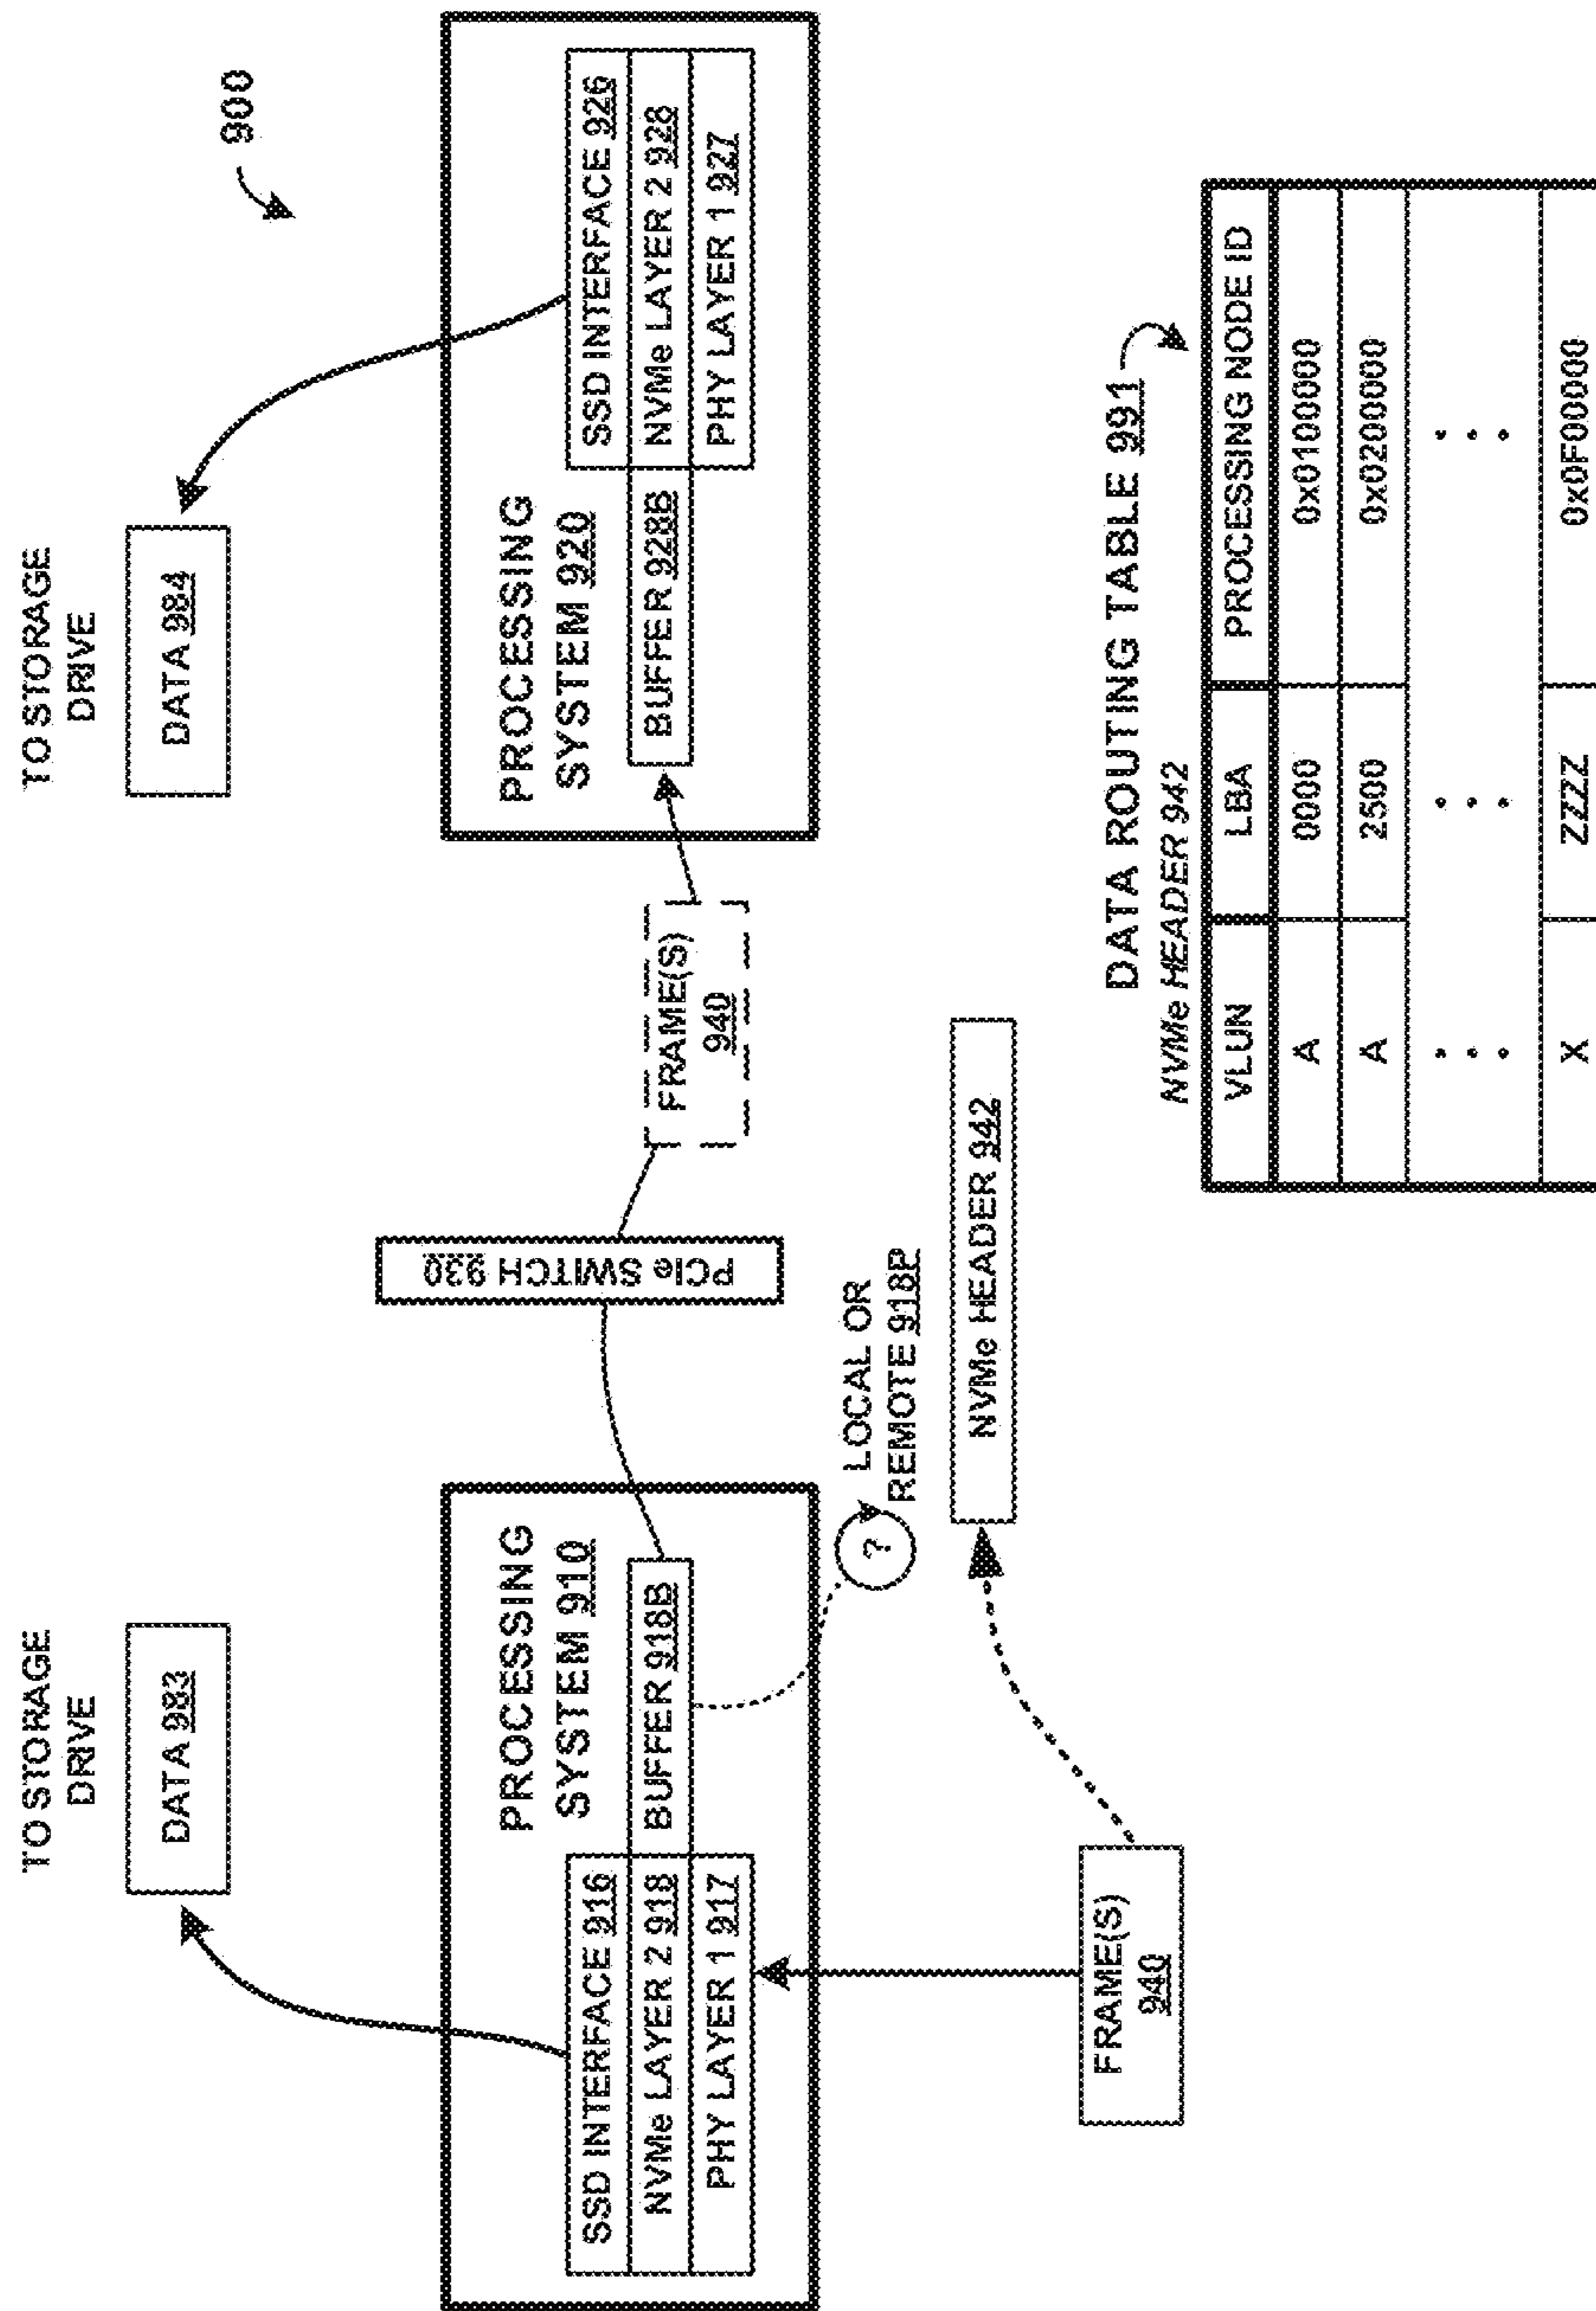 TO STORAGE
DRIVE
DATA 983
TO STORAGE
DRIVE
DATA 984
900
PROCESSING
SYSTEM 910
SSD INTERFACE 916
NVMe LAYER 2 918
BUFFER 918B
PHY LAYER 1 917
PCIe SWITCH 930
FRAME(S)
940
PROCESSING
SYSTEM 920
SSD INTERFACE 926
BUFFER 928B
NVMe LAYER 2 928
PHY LAYER 1 927
?
LOCAL OR
REMOTE 918P
NVMe HEADER 942
FRAME(S)
940
DATA ROUTING TABLE 991
NVMe HEADER 942
VLUN LBA PROCESSING NODE ID
A 0000 0x0100000
A 2500 0x0200000
. . . . . . . . .
X ZZZZ 0x0F00000